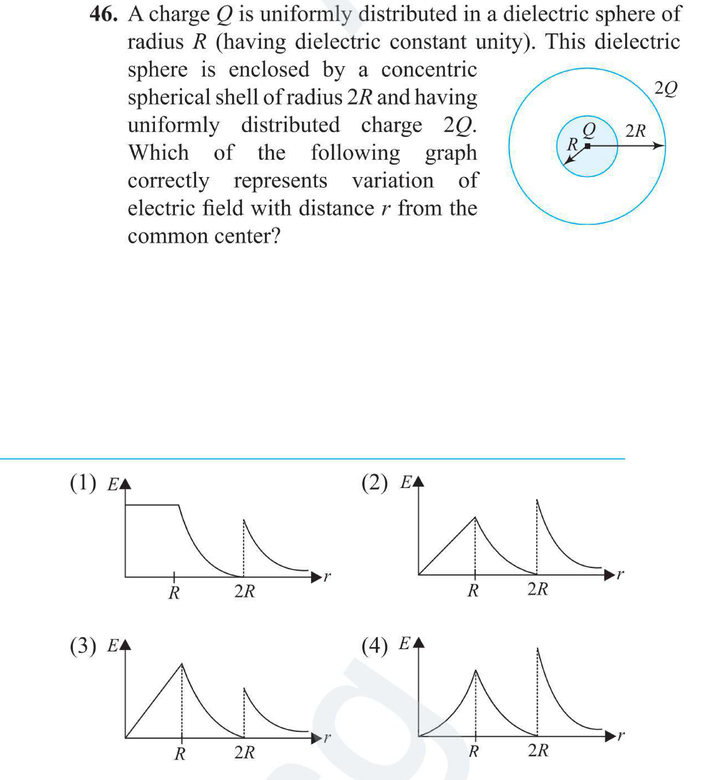 46. A charge Q is uniformly distributed in a dielectric sphere of
radius R (having dielectric constant unity). This dielectric
sphere is enclosed by a concentric
spherical shell of radius 2R and having
uniformly distributed charge 2Q.
Which of the following graph
correctly represents variation of
electric field with distance r from the
common center?
2Q
Q
2R
R
(1) E
R
2R
r
(2) E
R
2R
r
(3) E
R
2R
r
(4) E
R
2R
r